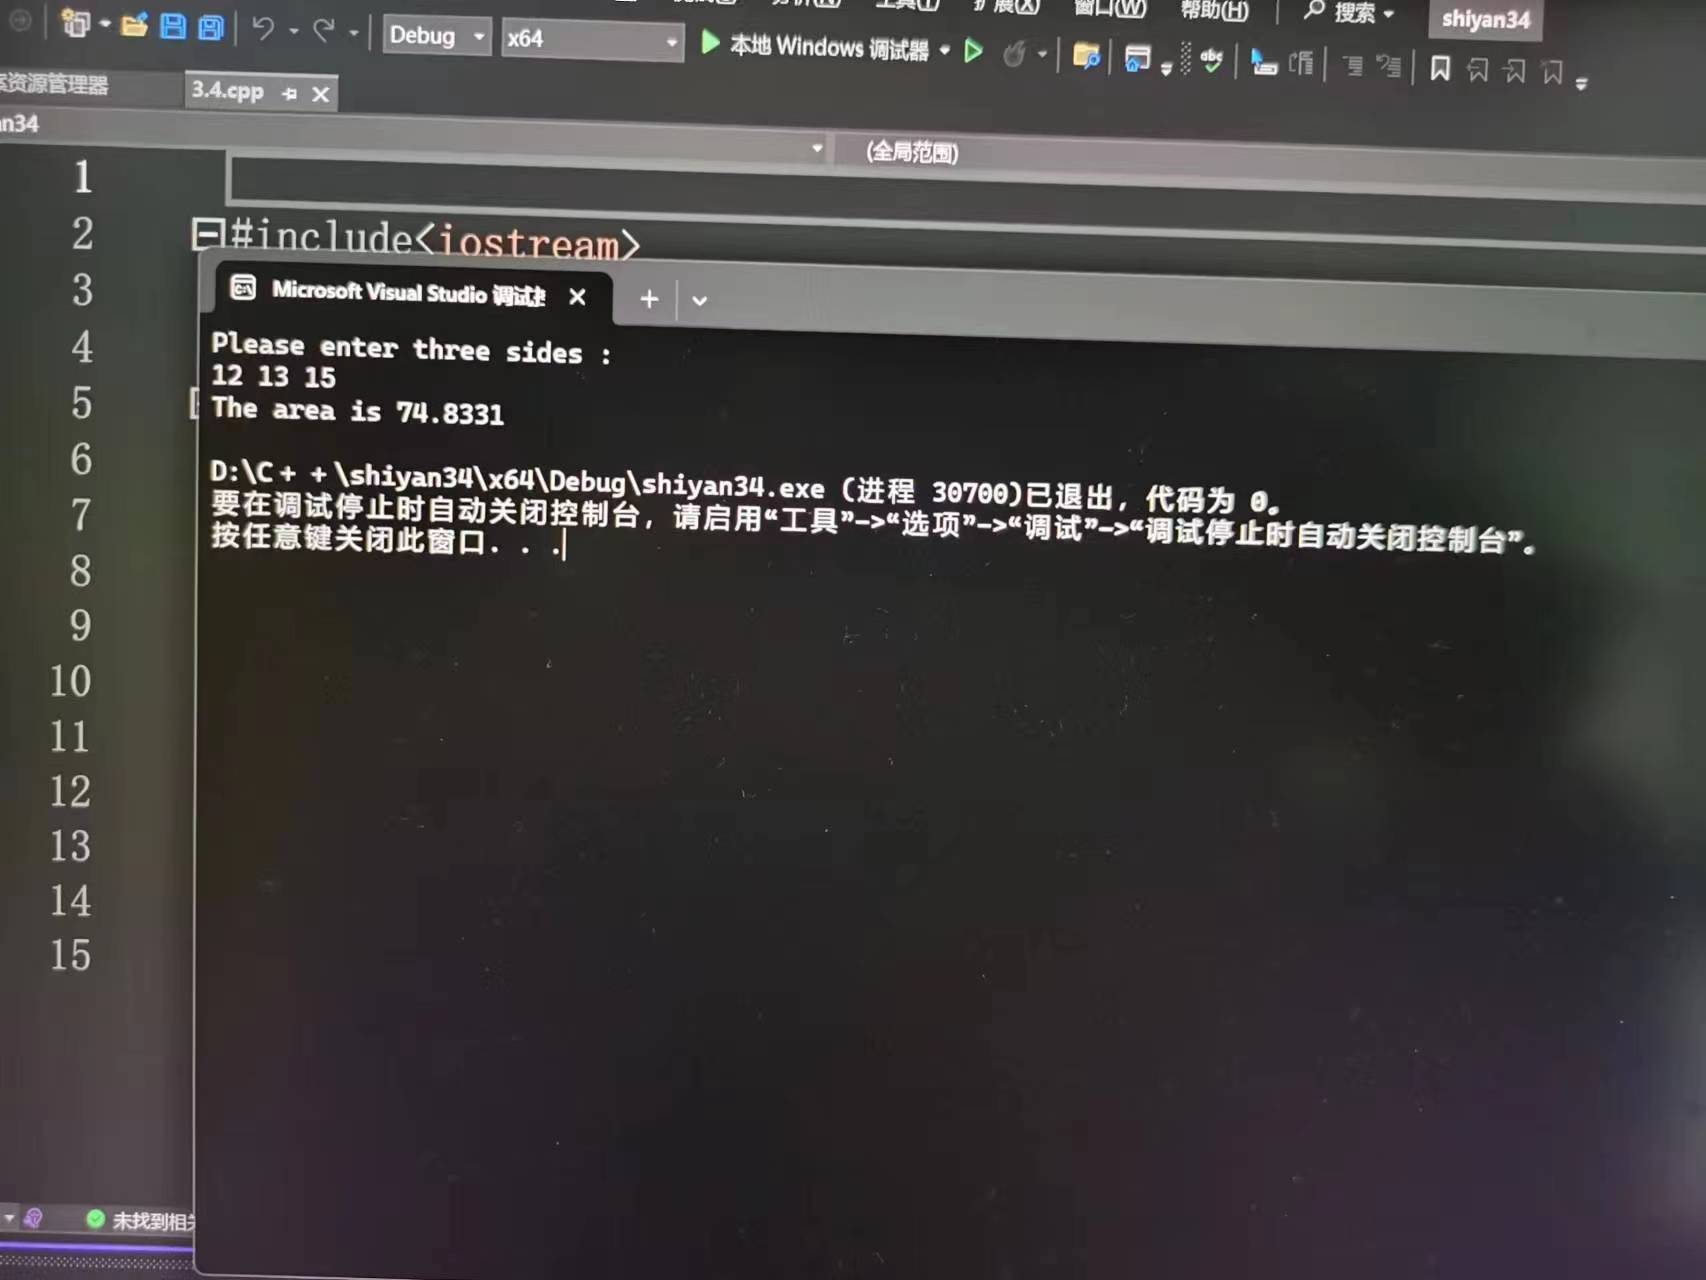 窗口(W)
帮助(H)
搜索
shiyan34
Debug
x64
本地 Windows 调试器
资源管理器
3.4.cpp
n34
(全局范围)
1
2 #include<iostream>
3
4
5
6
7
8
9
10
11
12
13
14
15
Microsoft Visual Studio 调试
Please enter three sides :
12 13 15
The area is 74.8331
D:\C++\shiyan34\x64\Debug\shiyan34.exe (进程 30700)已退出，代码为 0。
要在调试停止时自动关闭控制台，请启用“工具”->“选项”->“调试”->“调试停止时自动关闭控制台”。
按任意键关闭此窗口. . .
未找到相